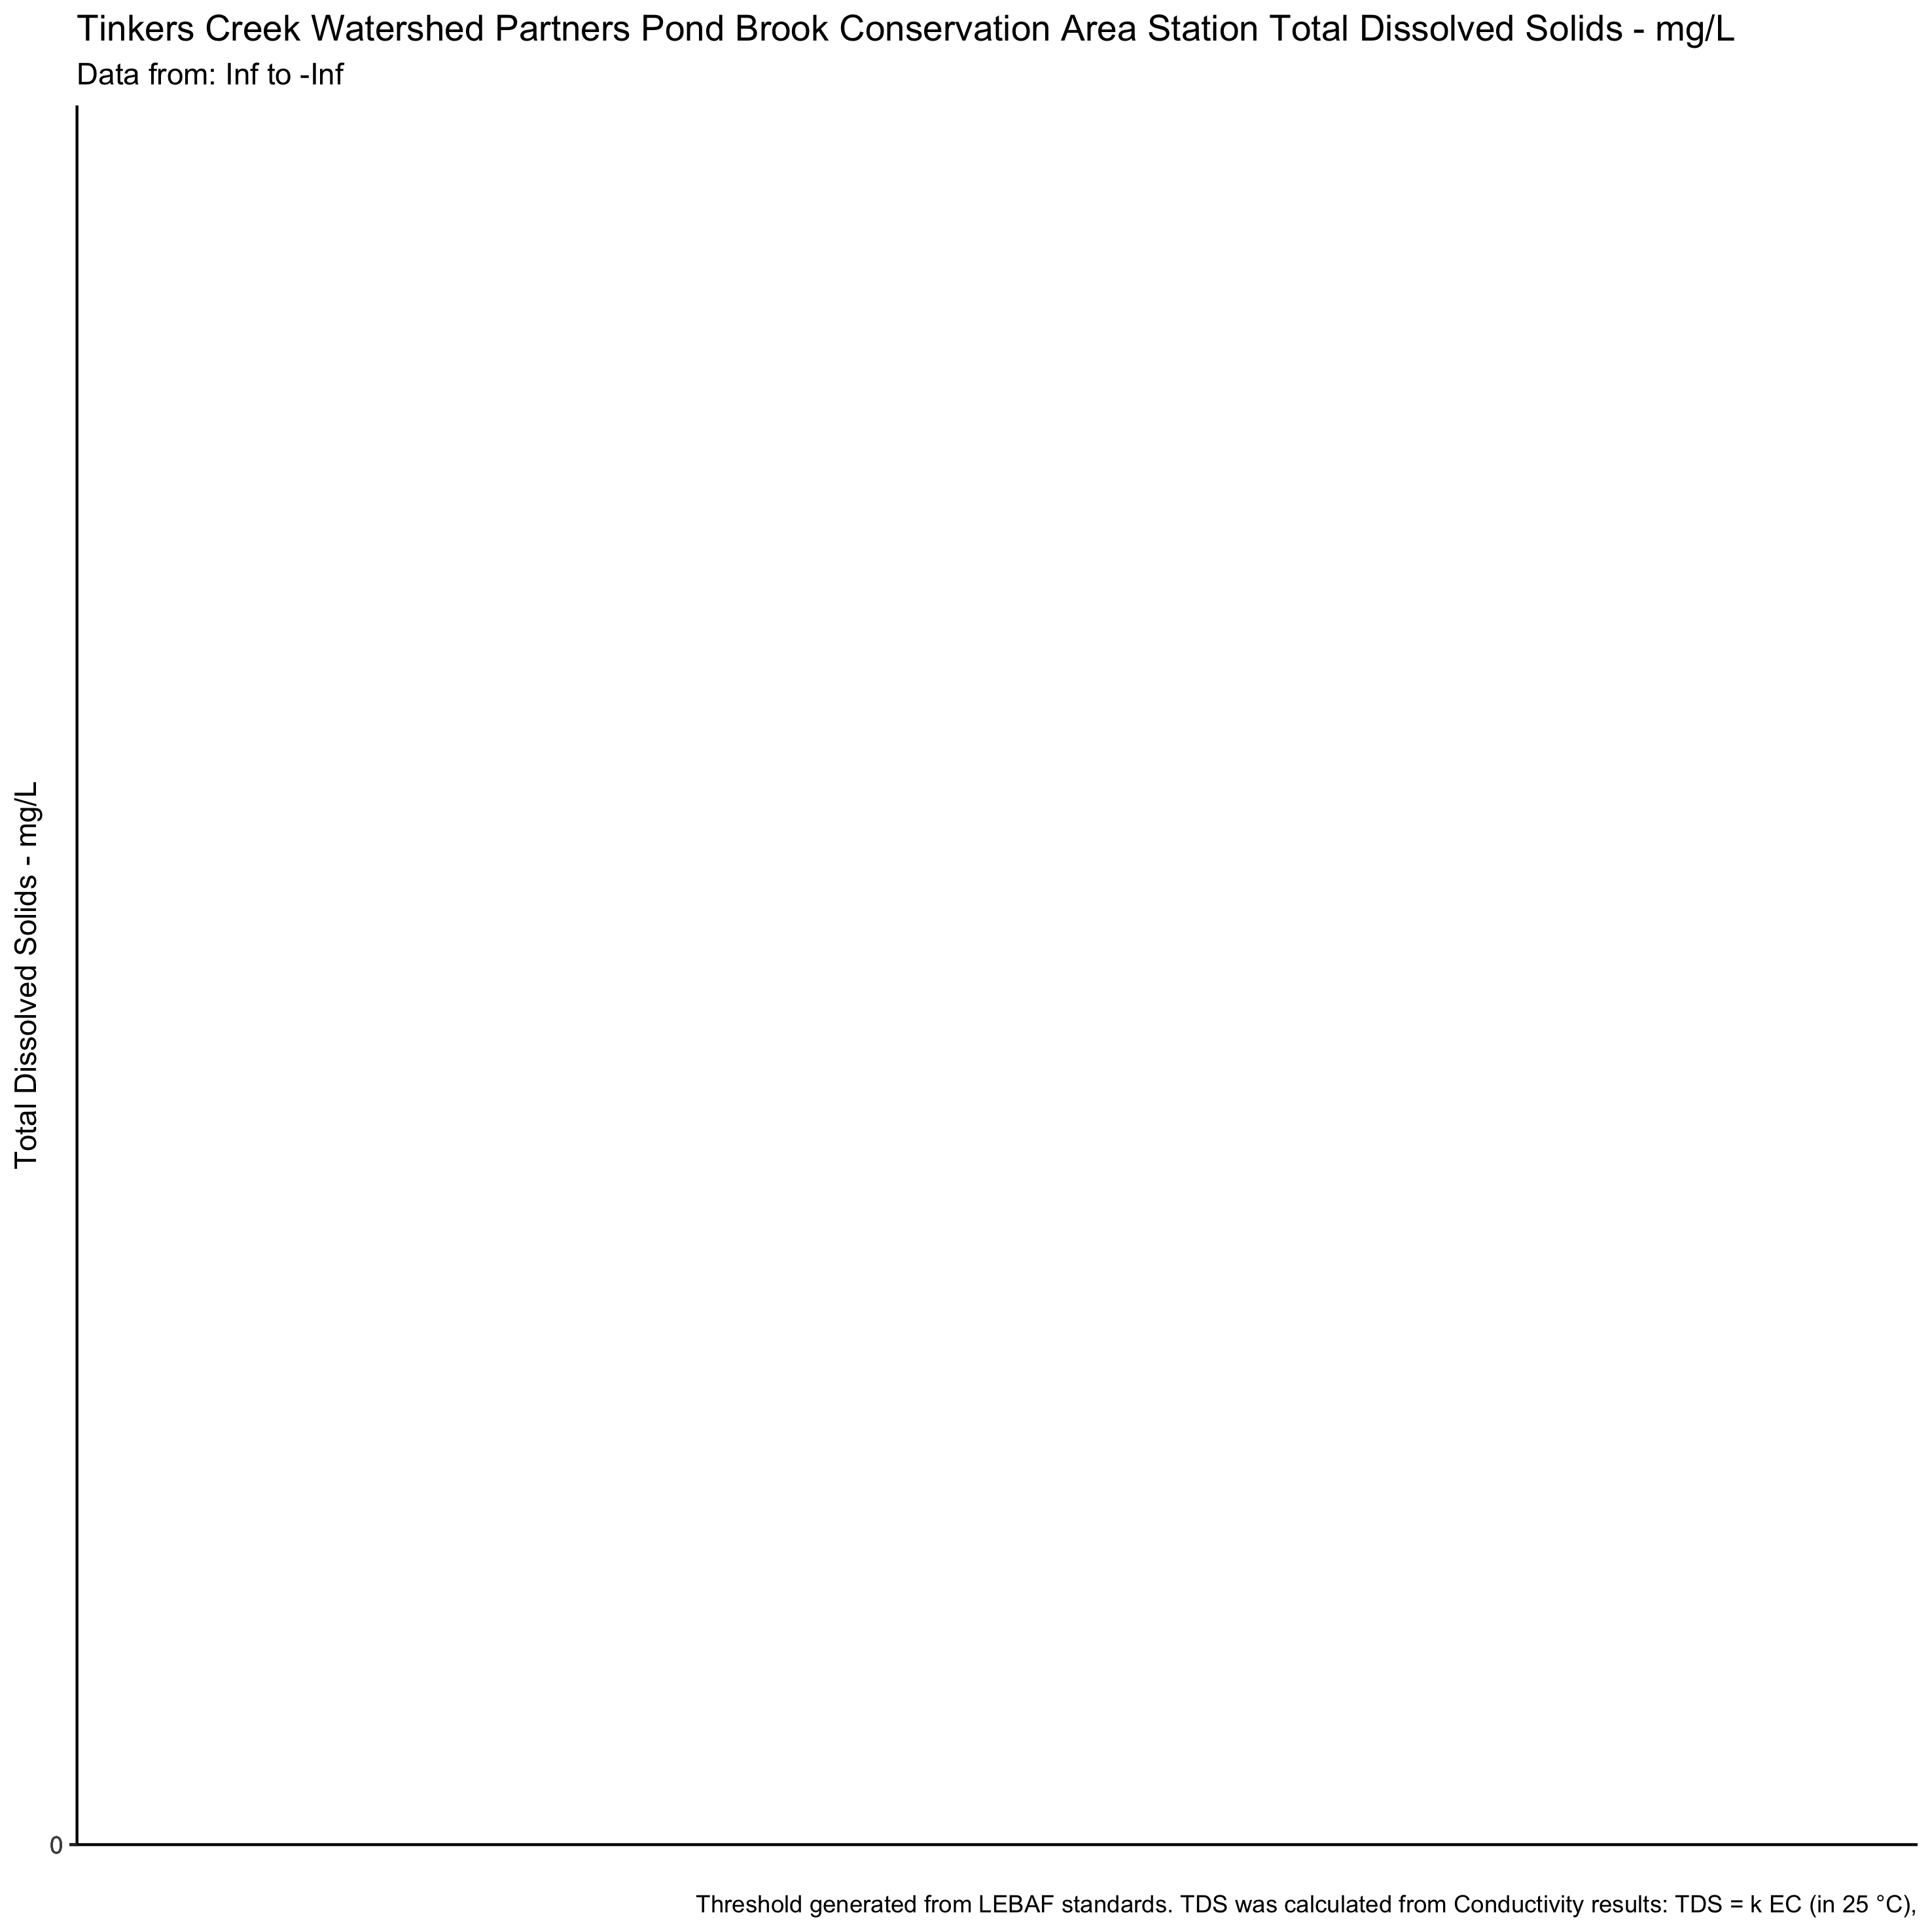 Tinkers Creek Watershed Partners Pond Brook Conservation Area Station Total Dissolved Solids - mg/L
Data from: Inf to -Inf
Total Dissolved Solids - mg/L
0
Threshold generated from LEBAF standards. TDS was calculated from Conductivity results: TDS = k EC (in 25 °C),